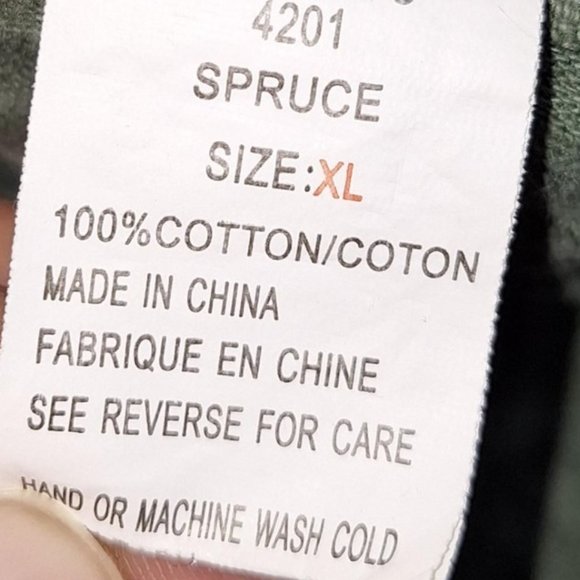 4201
SPRUCE
SIZE:XL
100%COTTON/COTON
MADE IN CHINA
FABRIQUE EN CHINE
SEE REVERSE FOR CARE
HAND OR MACHINE WASH COLD